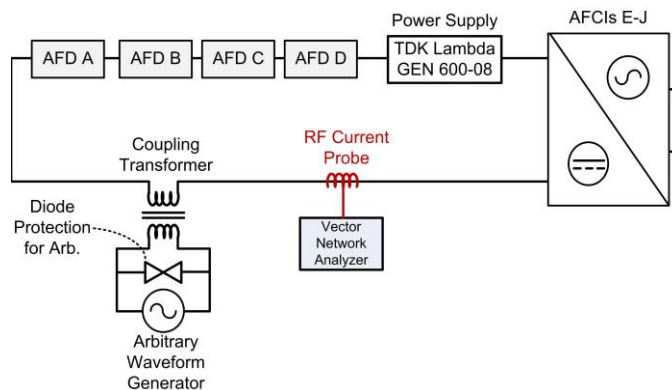 Power Supply
AFCIs E-J
AFD A
AFD B
AFD C
AFD D
TDK Lambda
GEN 600-08
Coupling
Transformer
RF Current
Probe
Diode
Protection
for Arb.
Vector
Network
Analyzer
Arbitrary
Waveform
Generator